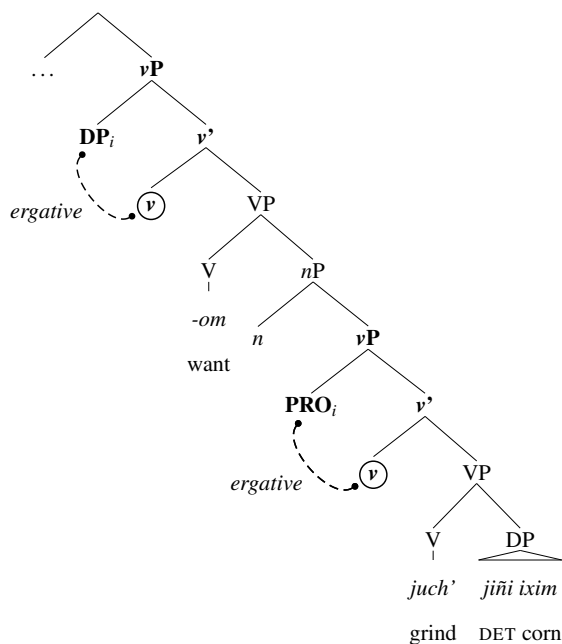 ...
vP
DPᵢ v’
ergative v VP
V nP
-om n vP
want
PROᵢ v’
ergative v VP
V DP
juch’ jiñi ixim
grind DET corn